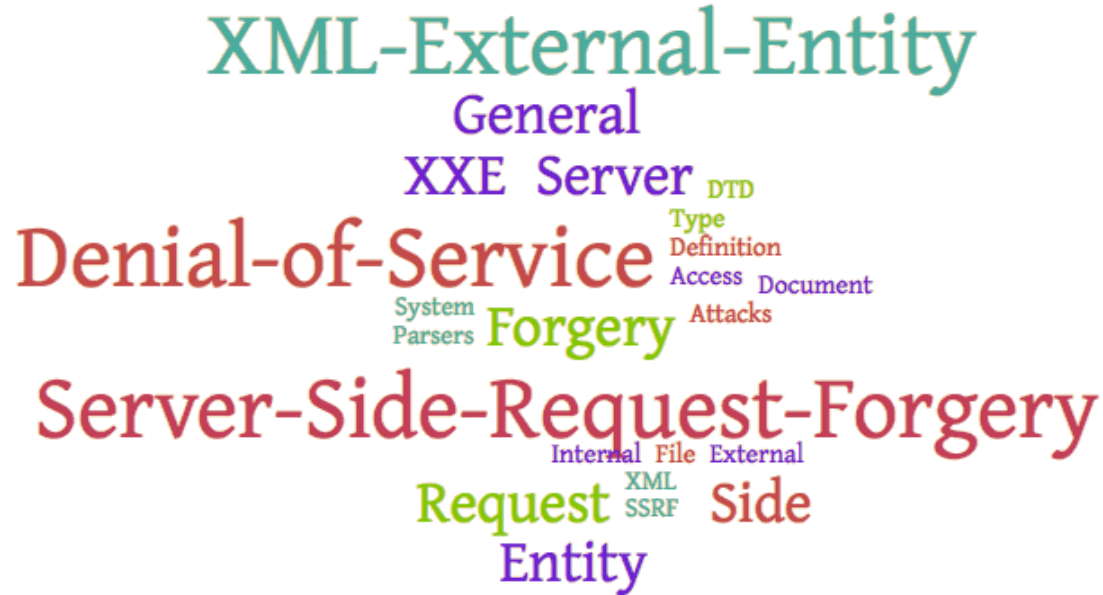 XML-External-Entity
General
XXE Server DTD
Type
Denial-of-Service Definition
Access Document
System Forgery Attacks
Parsers
Server-Side-Request-Forgery
Internal File External
Request XML Side
SSRF
Entity